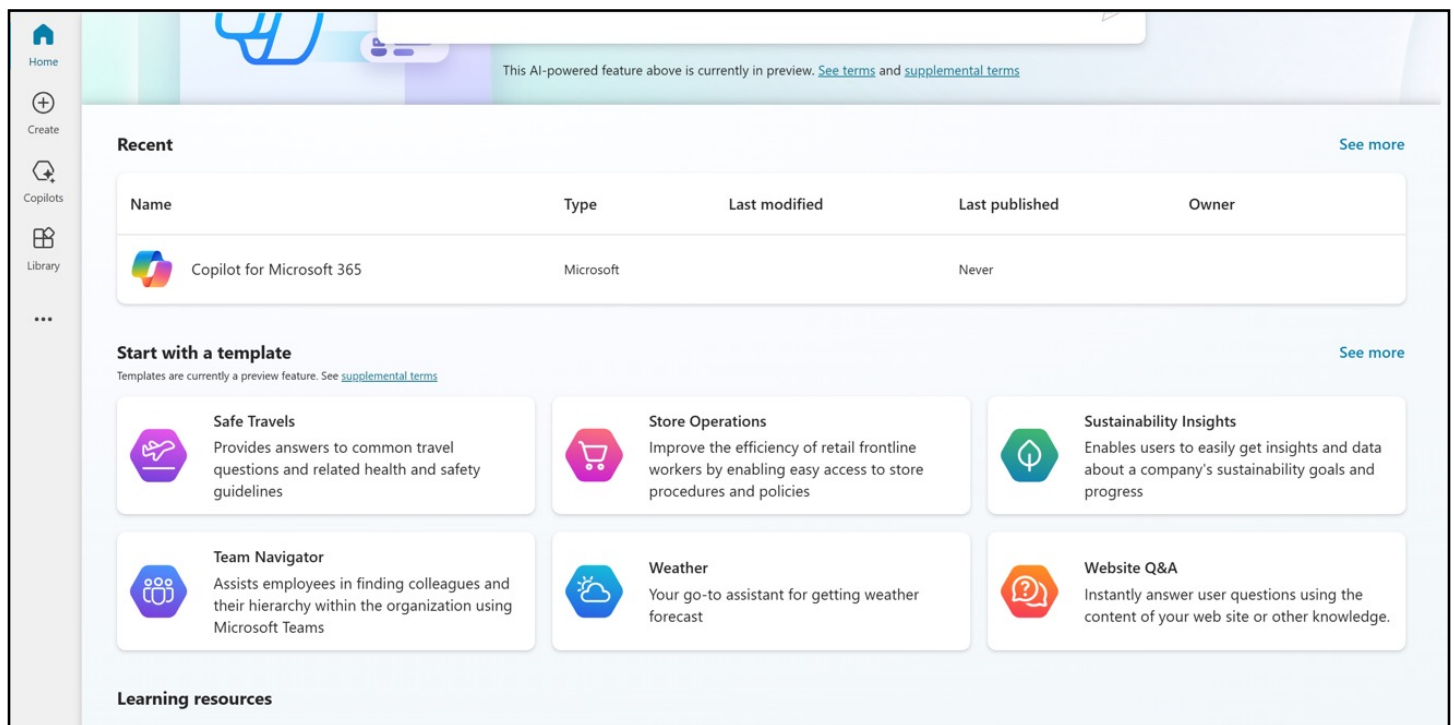 This AI-powered feature above is currently in preview. See terms and supplemental terms
Home
Create
Copilots
Library
Recent
See more
Name Type Last modified Last published Owner
Copilot for Microsoft 365 Microsoft Never
Start with a template
See more
Templates are currently a preview feature. See supplemental terms
Safe Travels
Provides answers to common travel
questions and related health and safety
guidelines
Store Operations
Improve the efficiency of retail frontline
workers by enabling easy access to store
procedures and policies
Sustainability Insights
Enables users to easily get insights and data
about a company's sustainability goals and
progress
Team Navigator
Assists employees in finding colleagues and
their hierarchy within the organization using
Microsoft Teams
Weather
Your go-to assistant for getting weather
forecast
Website Q&A
Instantly answer user questions using the
content of your web site or other knowledge.
Learning resources